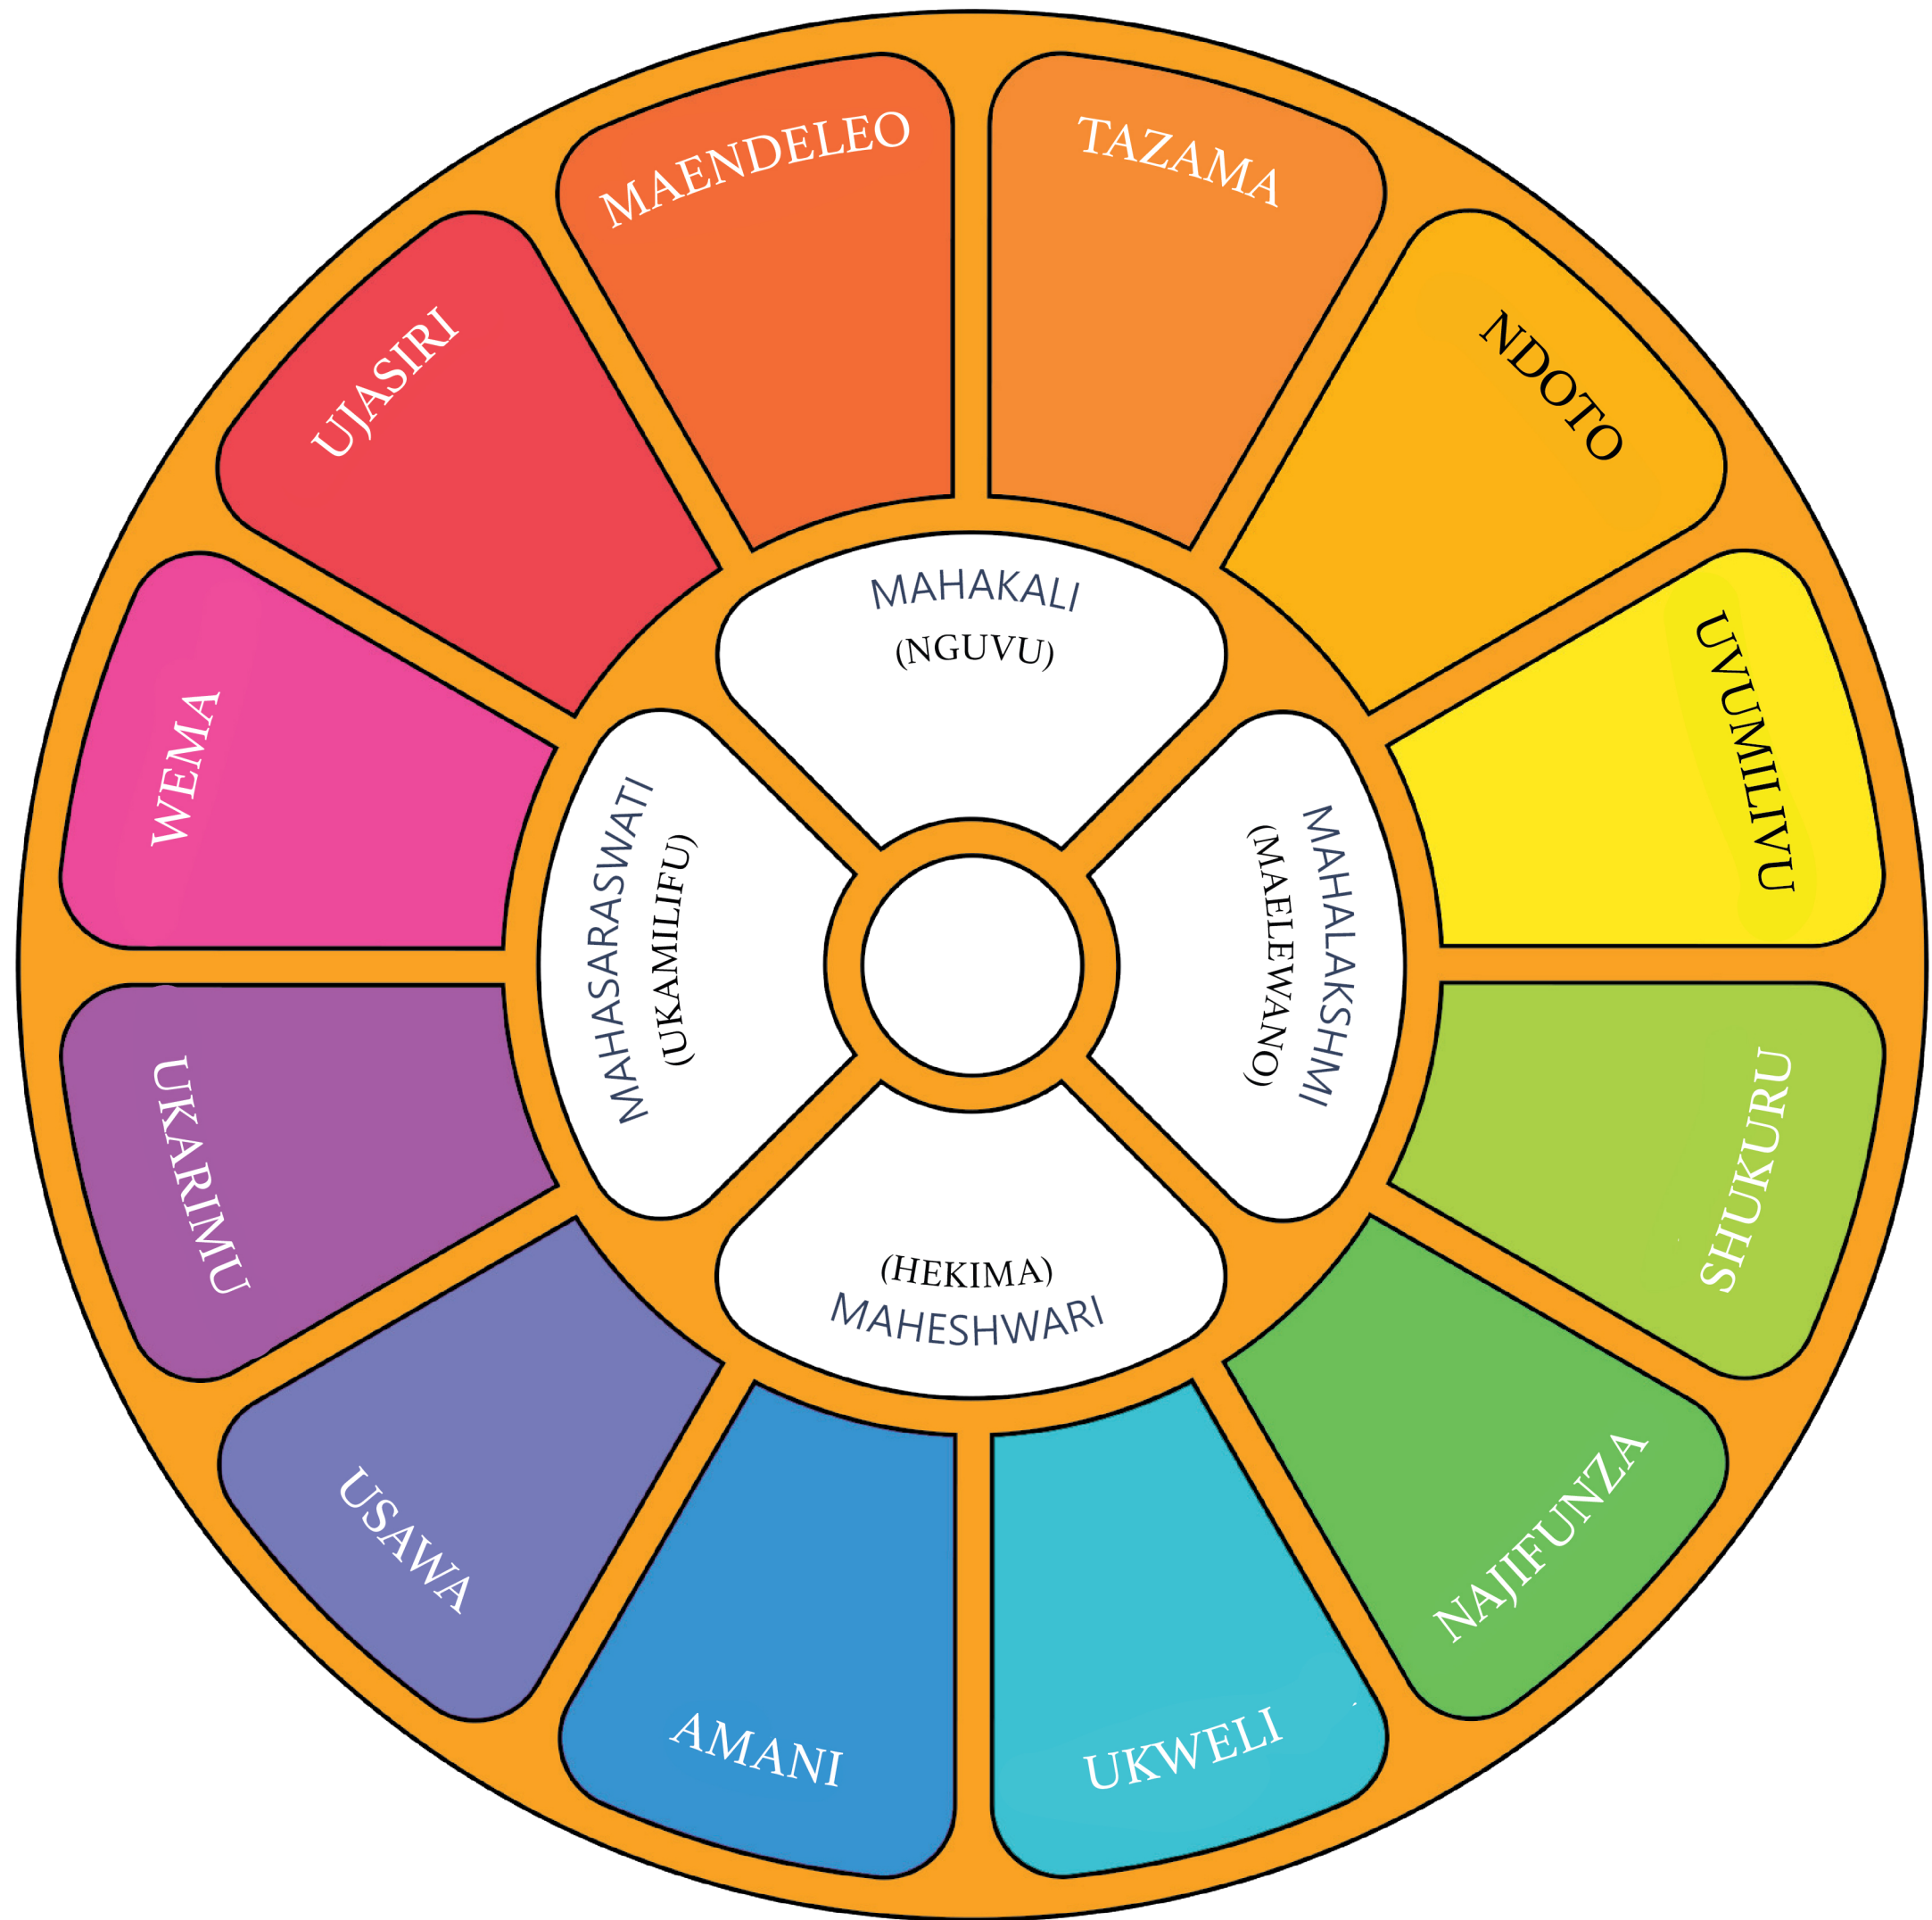 MAENDELEO
TAZAMA
NDOTO
UVUMILIVU
SHUKURU
NAJIFUNZA
UKWELI
AMANI
USAWA
UKARIMU
WEMA
UJASIRI
MAHAKALI
(NGUVU)
MAHALAKSHMI
(MAELEWANO)
(HEKIMA)
MAHESHWARI
MAHASARASWATI
(UKAMILIFU)